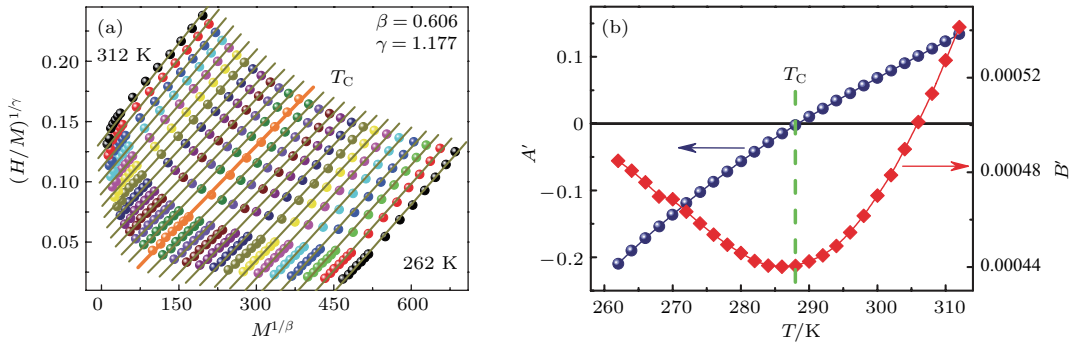 (a)
β = 0.606
γ = 1.177
312 K
T_C
262 K
(H/M)^{1/γ}
0.20
0.15
0.10
0.05
0 150 300 450 600
M^{1/β}
(b)
T_C
A′
0.1
0
−0.1
−0.2
260 270 280 290 300 310
T/K
0.00052
0.00048
0.00044
B′